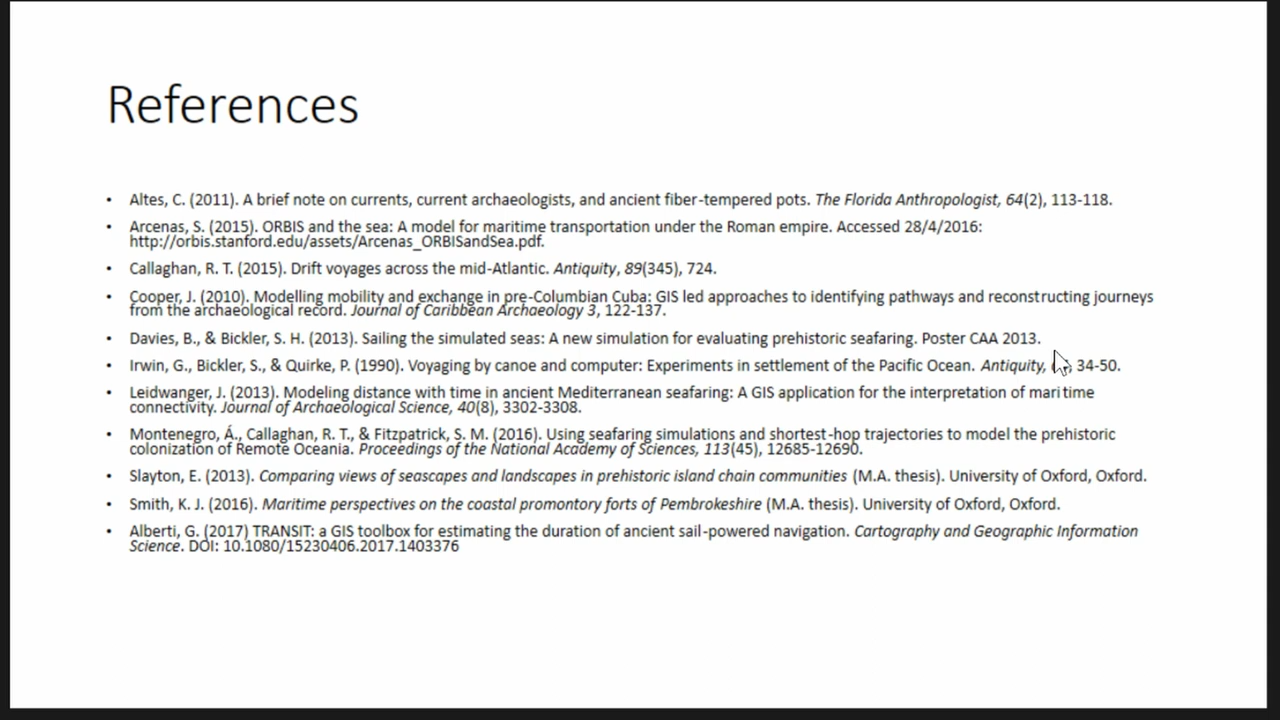 References
• Altes, C. (2011). A brief note on currents, current archaeologists, and ancient fiber-tempered pots. The Florida Anthropologist, 64(2), 113-118.
• Arcenas, S. (2015). ORBIS and the sea: A model for maritime transportation under the Roman empire. Accessed 28/4/2016:
http://orbis.stanford.edu/assets/Arcenas_ORBISandSea.pdf.
• Callaghan, R. T. (2015). Drift voyages across the mid-Atlantic. Antiquity, 89(345), 724.
• Cooper, J. (2010). Modelling mobility and exchange in pre-Columbian Cuba: GIS led approaches to identifying pathways and reconstructing journeys
from the archaeological record. Journal of Caribbean Archaeology 3, 122-137.
• Davies, B., & Bickler, S. H. (2013). Sailing the simulated seas: A new simulation for evaluating prehistoric seafaring. Poster CAA 2013.
• Irwin, G., Bickler, S., & Quirke, P. (1990). Voyaging by canoe and computer: Experiments in settlement of the Pacific Ocean. Antiquity, 34-50.
• Leidwanger, J. (2013). Modeling distance with time in ancient Mediterranean seafaring: A GIS application for the interpretation of maritime
connectivity. Journal of Archaeological Science, 40(8), 3302-3308.
• Montenegro, Á., Callaghan, R. T., & Fitzpatrick, S. M. (2016). Using seafaring simulations and shortest-hop trajectories to model the prehistoric
colonization of Remote Oceania. Proceedings of the National Academy of Sciences, 113(45), 12685-12690.
• Slayton, E. (2013). Comparing views of seascapes and landscapes in prehistoric island chain communities (M.A. thesis). University of Oxford, Oxford.
• Smith, K. J. (2016). Maritime perspectives on the coastal promontory forts of Pembrokeshire (M.A. thesis). University of Oxford, Oxford.
• Alberti, G. (2017) TRANSIT: a GIS toolbox for estimating the duration of ancient sail-powered navigation. Cartography and Geographic Information
Science. DOI: 10.1080/15230406.2017.1403376